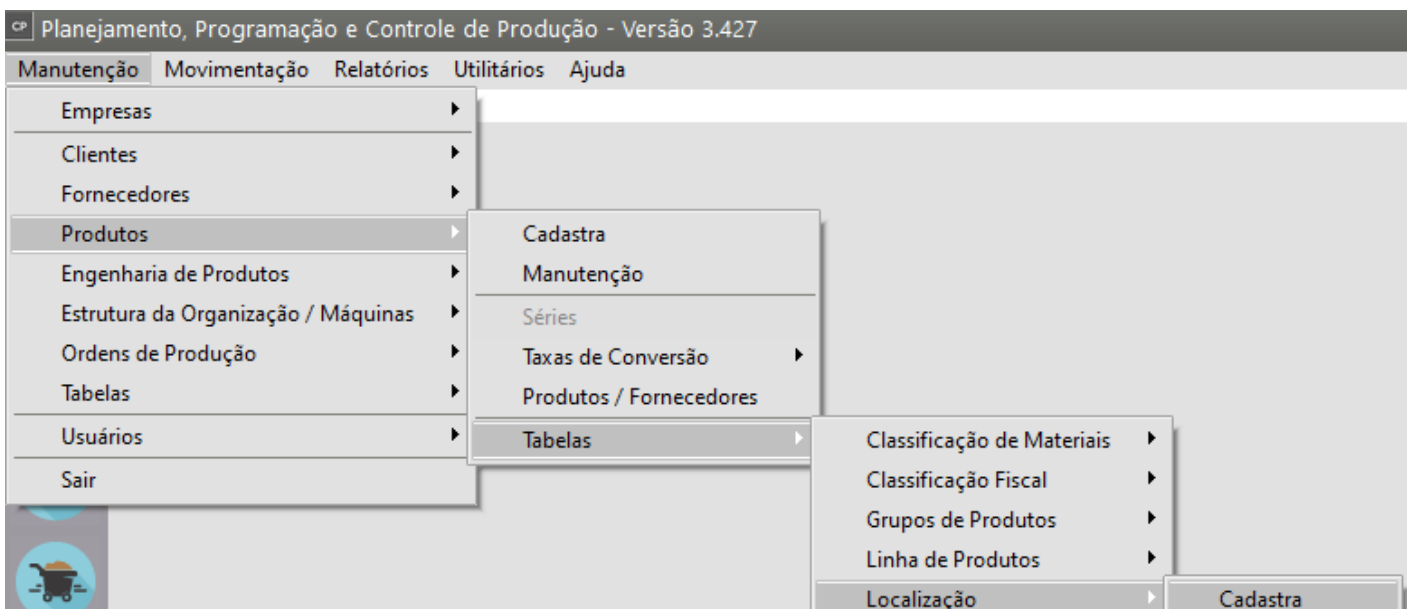 CP Planejamento, Programação e Controle de Produção - Versão 3.427
Manutenção Movimentação Relatórios Utilitários Ajuda
Empresas
Clientes
Fornecedores
Produtos
Engenharia de Produtos
Estrutura da Organização / Máquinas
Ordens de Produção
Tabelas
Usuários
Sair
Cadastra
Manutenção
Séries
Taxas de Conversão
Produtos / Fornecedores
Tabelas
Classificação de Materiais
Classificação Fiscal
Grupos de Produtos
Linha de Produtos
Localização
Cadastra